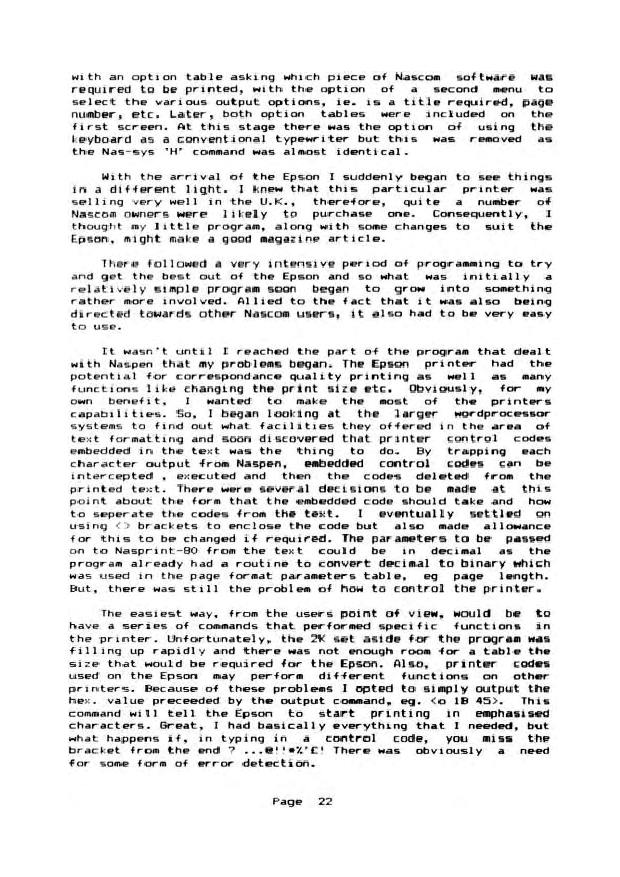 with an option table asking which piece of Nascom software was
required to be printed, with the option of a second menu to
select the various output options, ie. is a title required, page
number, etc. Later, both option tables were included on the
first screen. At this stage there was the option of using the
keyboard as a conventional typewriter but this was removed as
the Nas-sys 'H' command was almost identical.
With the arrival of the Epson I suddenly began to see things
in a different light. I knew that this particular printer was
selling very well in the U.K., therefore, quite a number of
Nascom owners were likely to purchase one. Consequently, I
thought my little program, along with some changes to suit the
Epson, might make a good magazine article.
There followed a very intensive period of programming to try
and get the best out of the Epson and so what was initially a
relatively simple program soon began to grow into something
rather more involved. Allied to the fact that it was also being
directed towards other Nascom users, it also had to be very easy
to use.
It wasn't until I reached the part of the program that dealt
with Naspen that my problems began. The Epson printer had the
potential for correspondance quality printing as well as many
functions like changing the print size etc. Obviously, for my
own benefit, I wanted to make the most of the printers
capabilities. So, I began looking at the larger wordprocessor
systems to find out what facilities they offered in the area of
text formatting and soon discovered that printer control codes
embedded in the text was the thing to do. By trapping each
character output from Naspen, embedded control codes can be
intercepted , executed and then the codes deleted from the
printed text. There were several decisions to be made at this
point about the form that the embedded code should take and how
to seperate the codes from the text. I eventually settled on
using <> brackets to enclose the code but also made allowance
for this to be changed if required. The parameters to be passed
on to Nasprint-80 from the text could be in decimal as the
program already had a routine to convert decimal to binary which
was used in the page format parameters table, eg page length.
But, there was still the problem of how to control the printer.
The easiest way, from the users point of view, would be to
have a series of commands that performed specific functions in
the printer. Unfortunately, the 2K set aside for the program was
filling up rapidly and there was not enough room for a table the
size that would be required for the Epson. Also, printer codes
used on the Epson may perform different functions on other
printers. Because of these problems I opted to simply output the
hex. value preceeded by the output command, eg. <o 1B 45>. This
command will tell the Epson to start printing in emphasised
characters. Great, I had basically everything that I needed, but
what happens if, in typing in a control code, you miss the
bracket from the end ? ...@!!*%'£! There was obviously a need
for some form of error detection.
Page 22